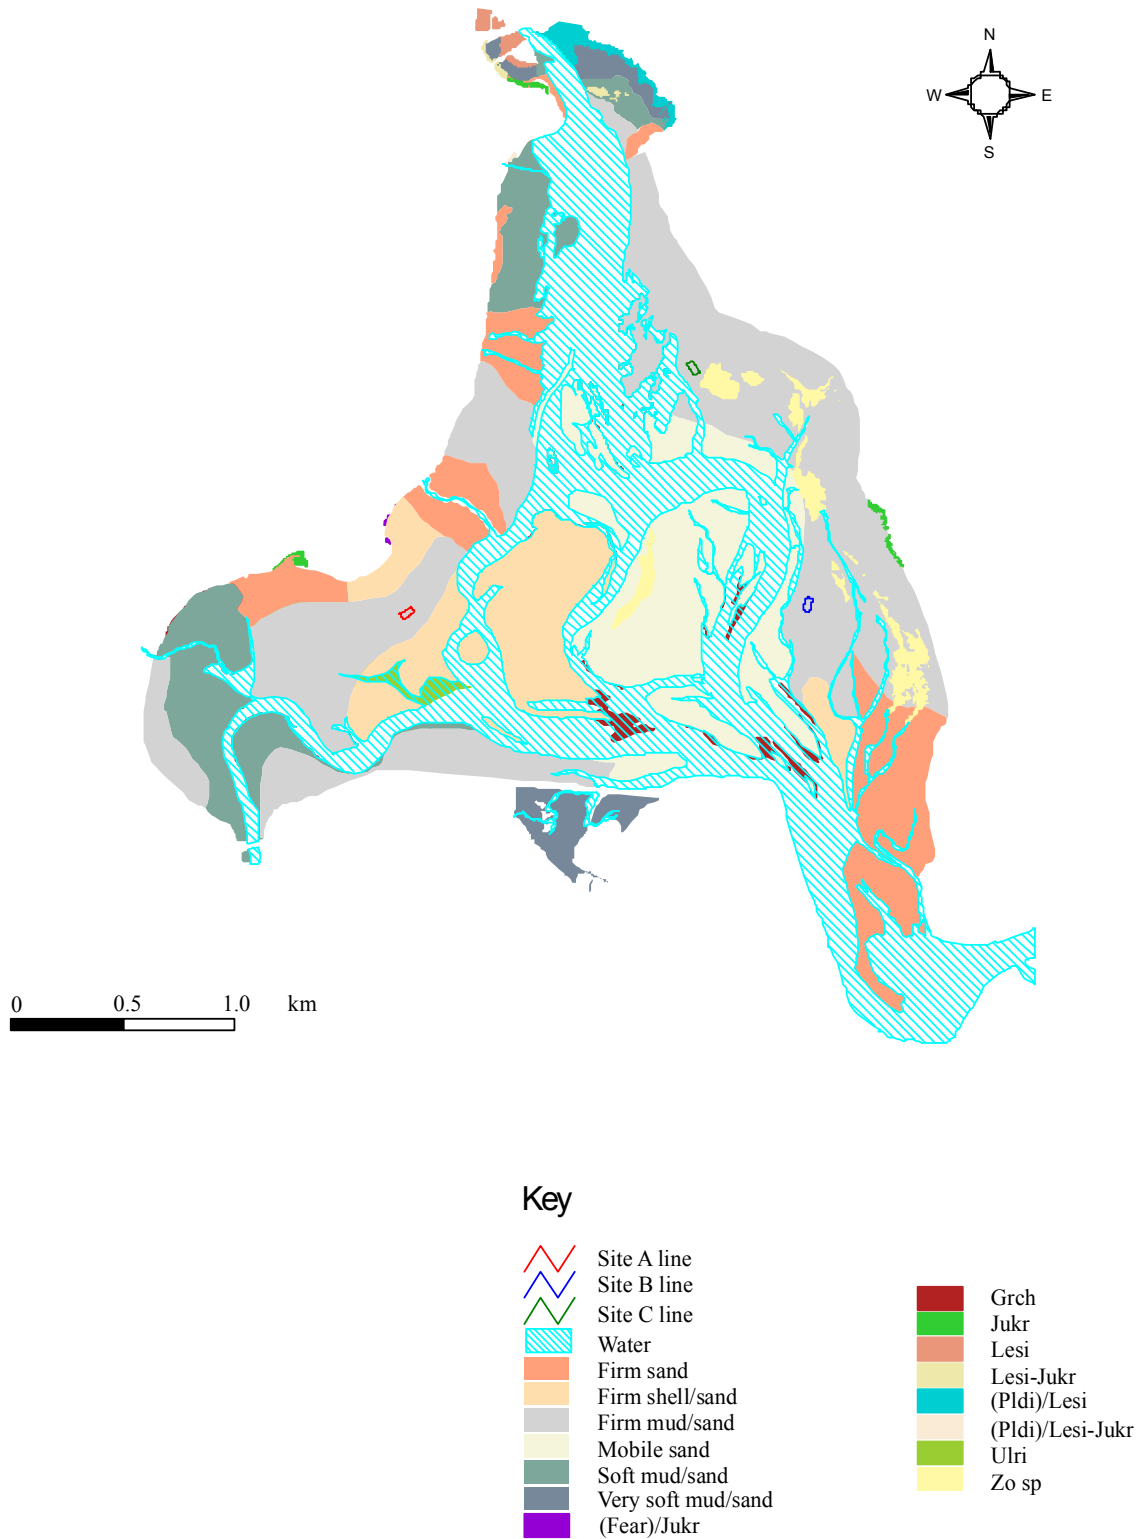 N
W
E
S
0 0.5 1.0 km
Key
Site A line
Site B line
Site C line
Water
Firm sand
Firm shell/sand
Firm mud/sand
Mobile sand
Soft mud/sand
Very soft mud/sand
(Fear)/Jukr
Grch
Jukr
Lesi
Lesi-Jukr
(Pldi)/Lesi
(Pldi)/Lesi-Jukr
Ulri
Zo sp